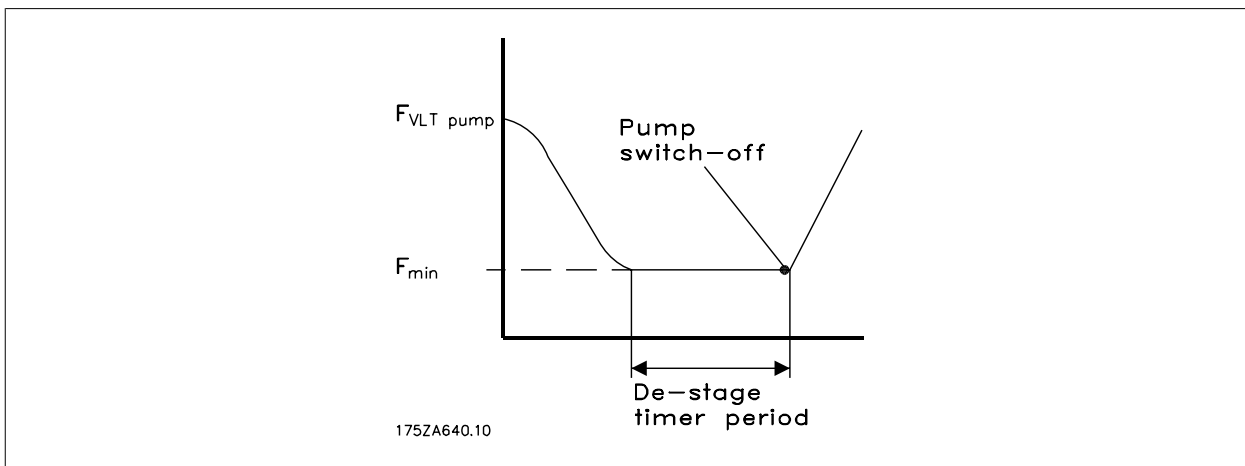 F_VLT pump
Pump
switch-off
F_min
De-stage
timer period
175ZA640.10